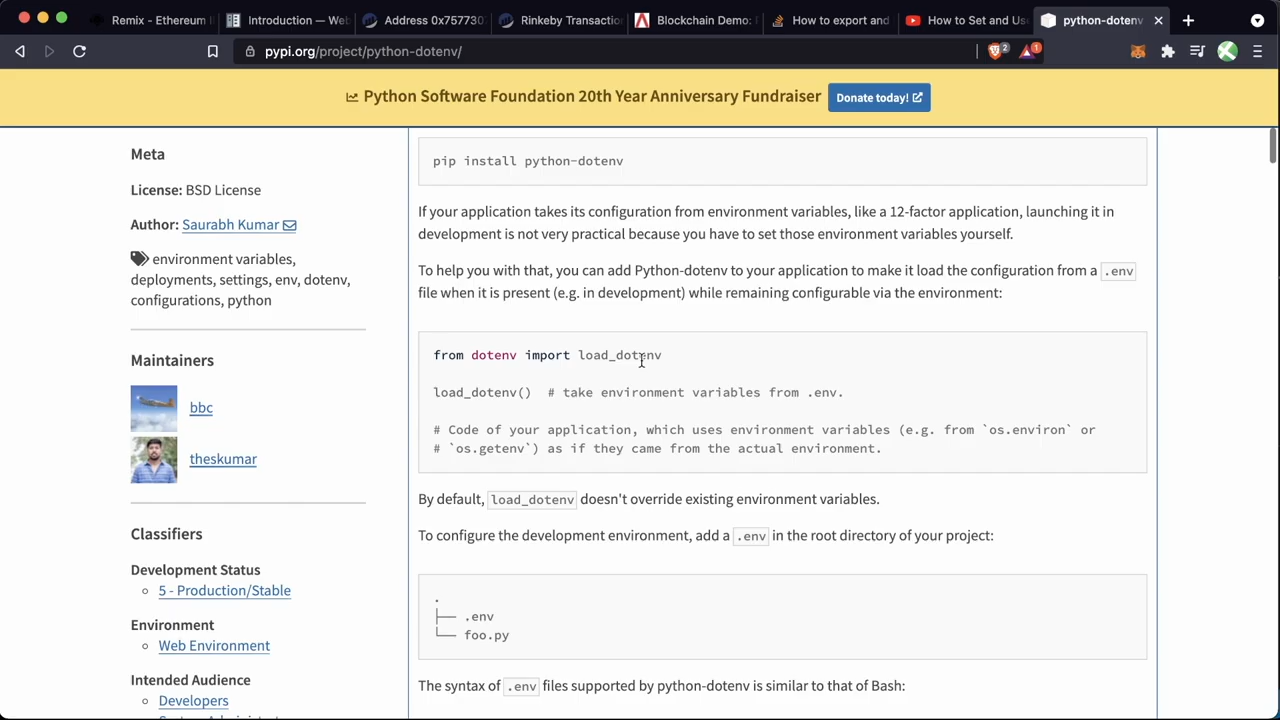 Remix - Ethereum I
Introduction — Web
Address 0x757730
Rinkeby Transactio
Blockchain Demo: P
How to export and
How to Set and Us
python-dotenv
pypi.org/project/python-dotenv/
2
1
Python Software Foundation 20th Year Anniversary Fundraiser
Donate today!
Meta
License: BSD License
Author: Saurabh Kumar
environment variables,
deployments, settings, env, dotenv,
configurations, python
Maintainers
bbc
theskumar
Classifiers
Development Status
5 - Production/Stable
Environment
Web Environment
Intended Audience
Developers
pip install python-dotenv
If your application takes its configuration from environment variables, like a 12-factor application, launching it in
development is not very practical because you have to set those environment variables yourself.
To help you with that, you can add Python-dotenv to your application to make it load the configuration from a .env
file when it is present (e.g. in development) while remaining configurable via the environment:
from dotenv import load_dotenv
load_dotenv()  # take environment variables from .env.
# Code of your application, which uses environment variables (e.g. from `os.environ` or
# `os.getenv`) as if they came from the actual environment.
By default, load_dotenv doesn't override existing environment variables.
To configure the development environment, add a .env in the root directory of your project:
.
├── .env
└── foo.py
The syntax of .env files supported by python-dotenv is similar to that of Bash: